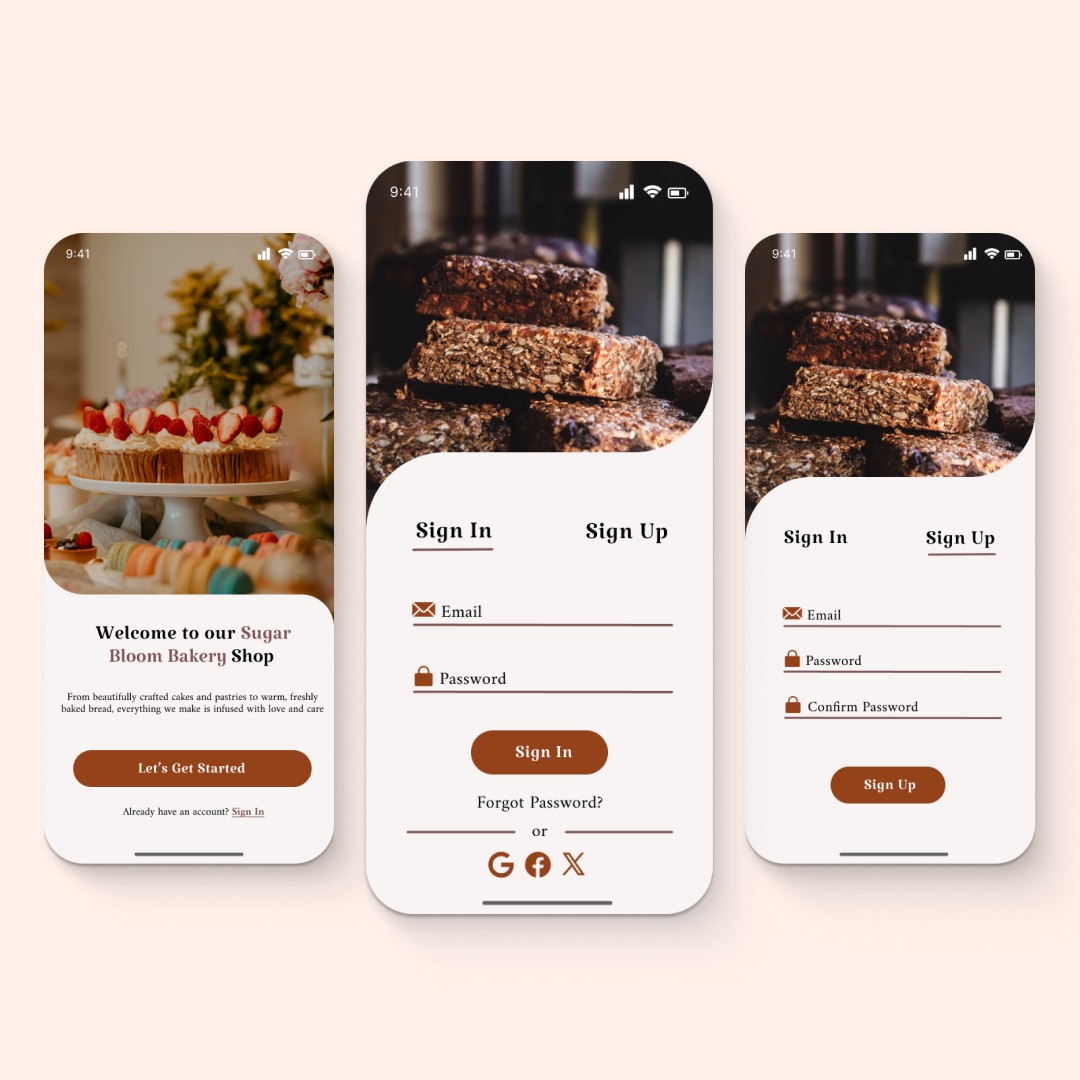 9:41
Welcome to our Sugar
Bloom Bakery Shop
From beautifully crafted cakes and pastries to warm, freshly
baked bread, everything we make is infused with love and care
Let's Get Started
Already have an account? Sign In
9:41
Sign In Sign Up
Email
Password
Sign In
Forgot Password?
or
9:41
Sign In Sign Up
Email
Password
Confirm Password
Sign Up